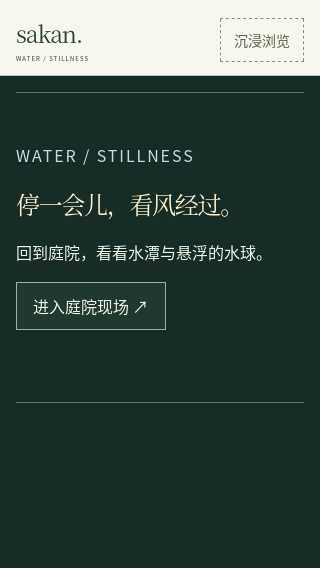 sakan.
WATER / STILLNESS
沉浸浏览
WATER / STILLNESS
停一会儿，看风经过。
回到庭院，看看水潭与悬浮的水球。
进入庭院现场 ↗